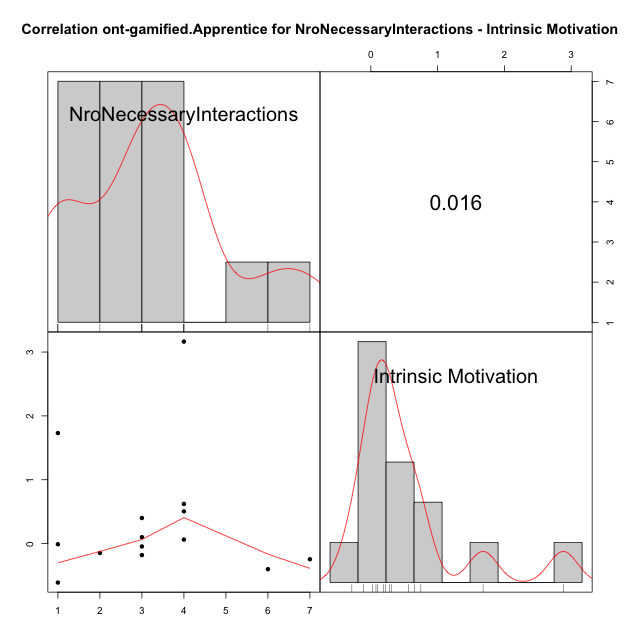 Correlation ont-gamified.Apprentice for NroNecessaryInteractions - Intrinsic Motivation
0 1 2 3
NroNecessaryInteractions
0.016
7
6
5
4
3
2
1
3
2
1
0
Intrinsic Motivation
1 2 3 4 5 6 7